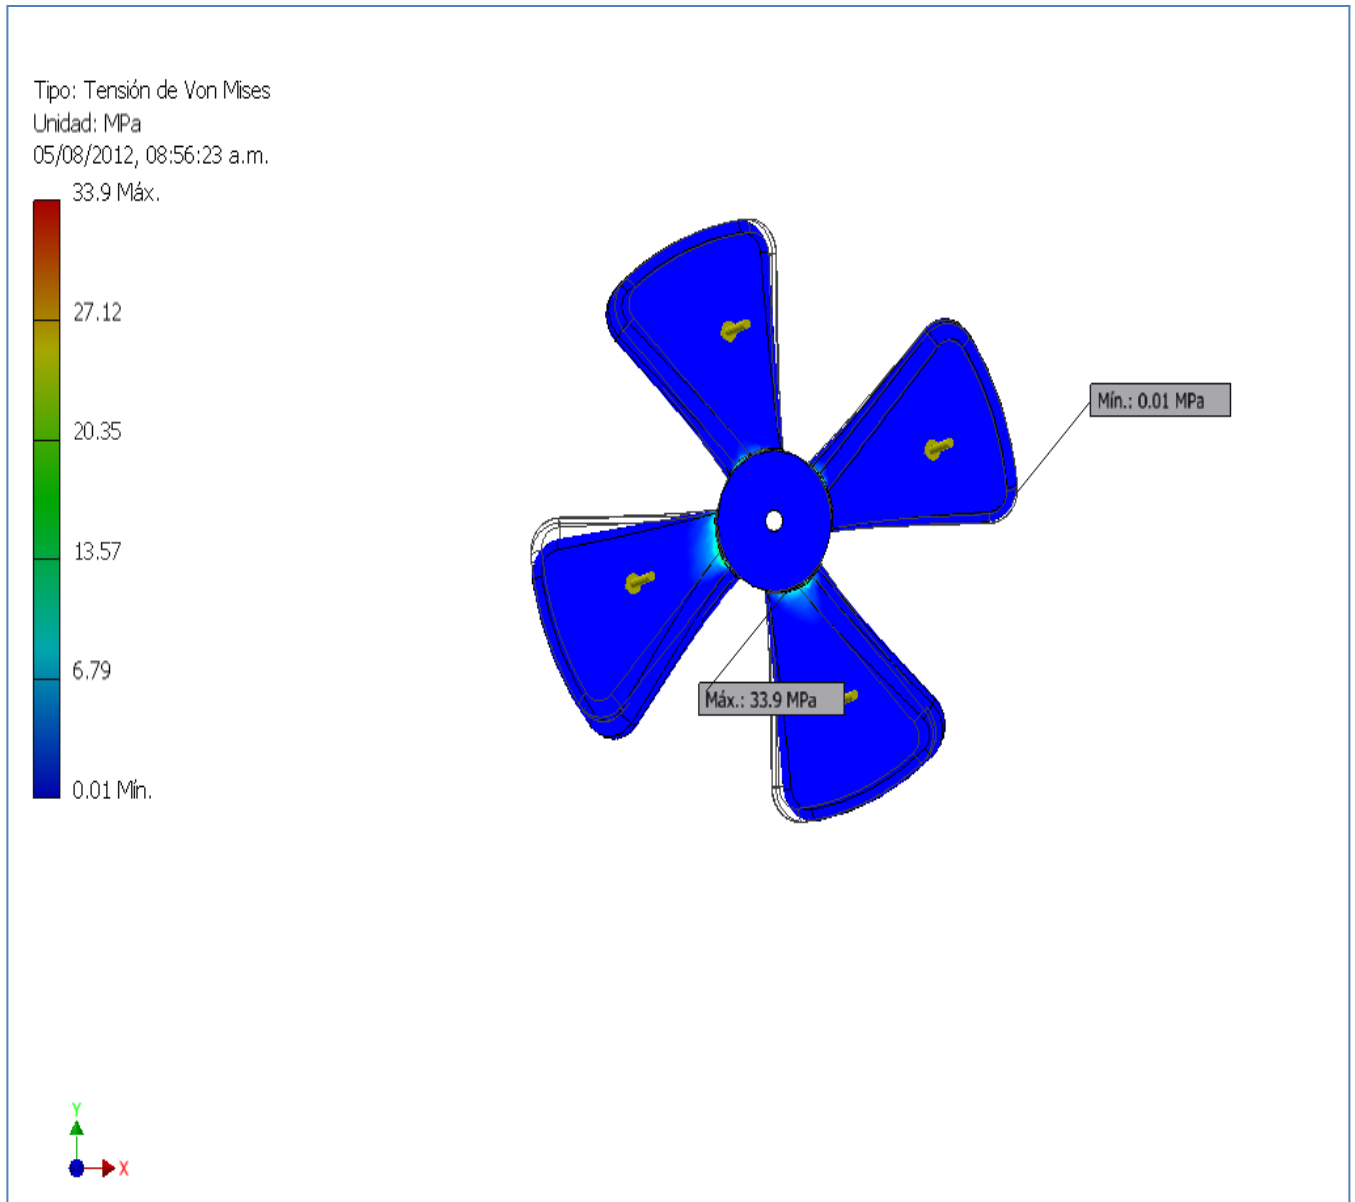 Tipo: Tensión de Von Mises
Unidad: MPa
05/08/2012, 08:56:23 a.m.
33.9 Máx.
27.12
20.35
13.57
6.79
0.01 Mín.
Mín.: 0.01 MPa
Máx.: 33.9 MPa
Y
X